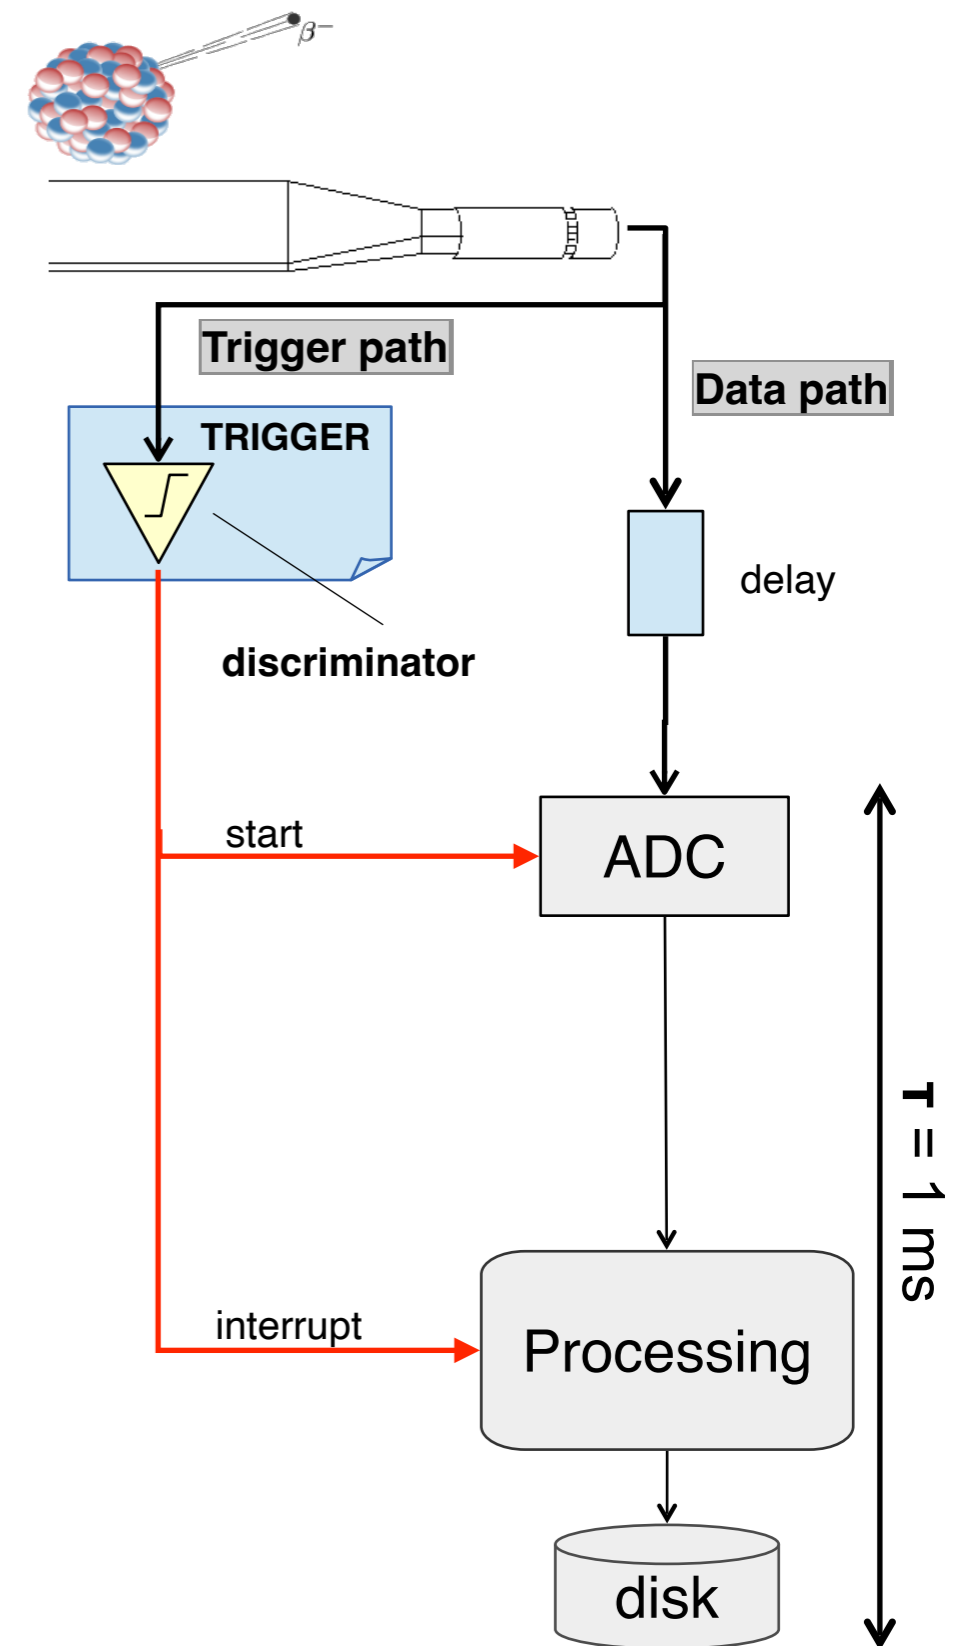 β⁻
Trigger path
Data path
TRIGGER
delay
discriminator
start
ADC
τ = 1 ms
interrupt
Processing
disk